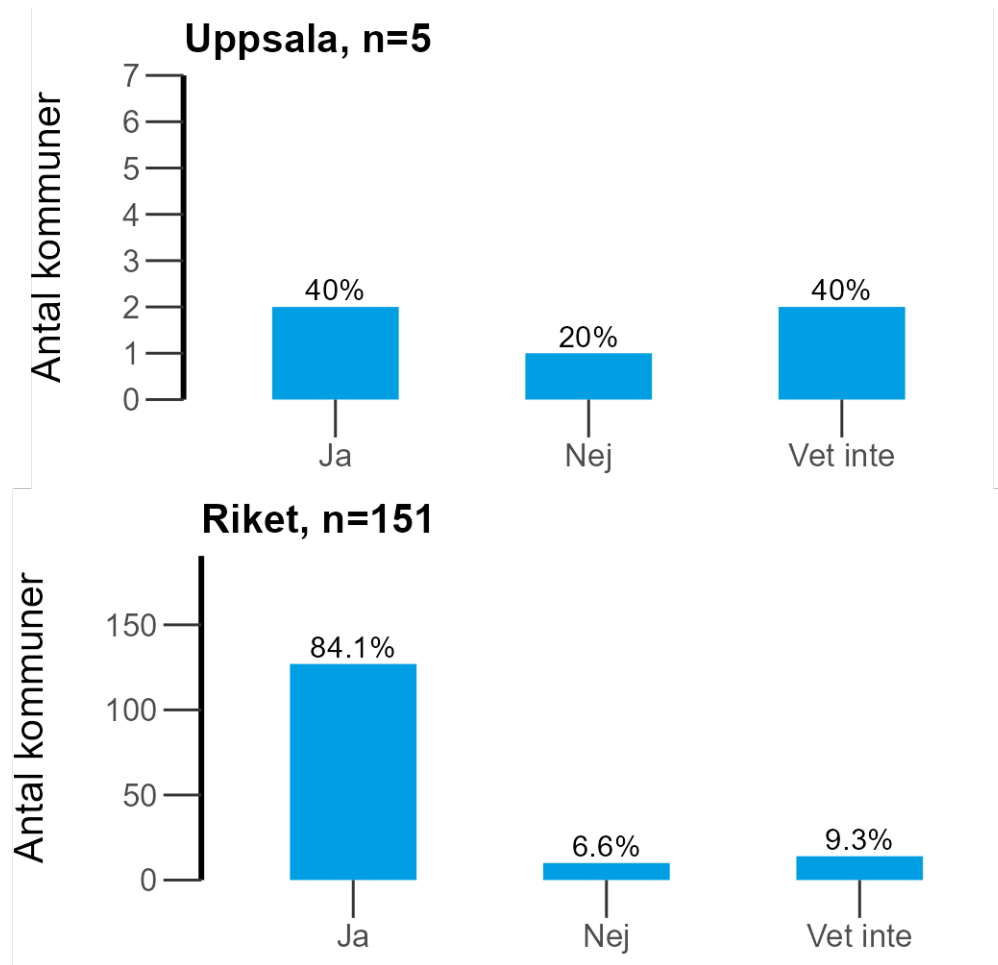 Uppsala, n=5
Antal kommuner
7
6
5
4
3
2
1
0
40%
20%
40%
Ja
Nej
Vet inte
Riket, n=151
Antal kommuner
150
100
50
0
84.1%
6.6%
9.3%
Ja
Nej
Vet inte